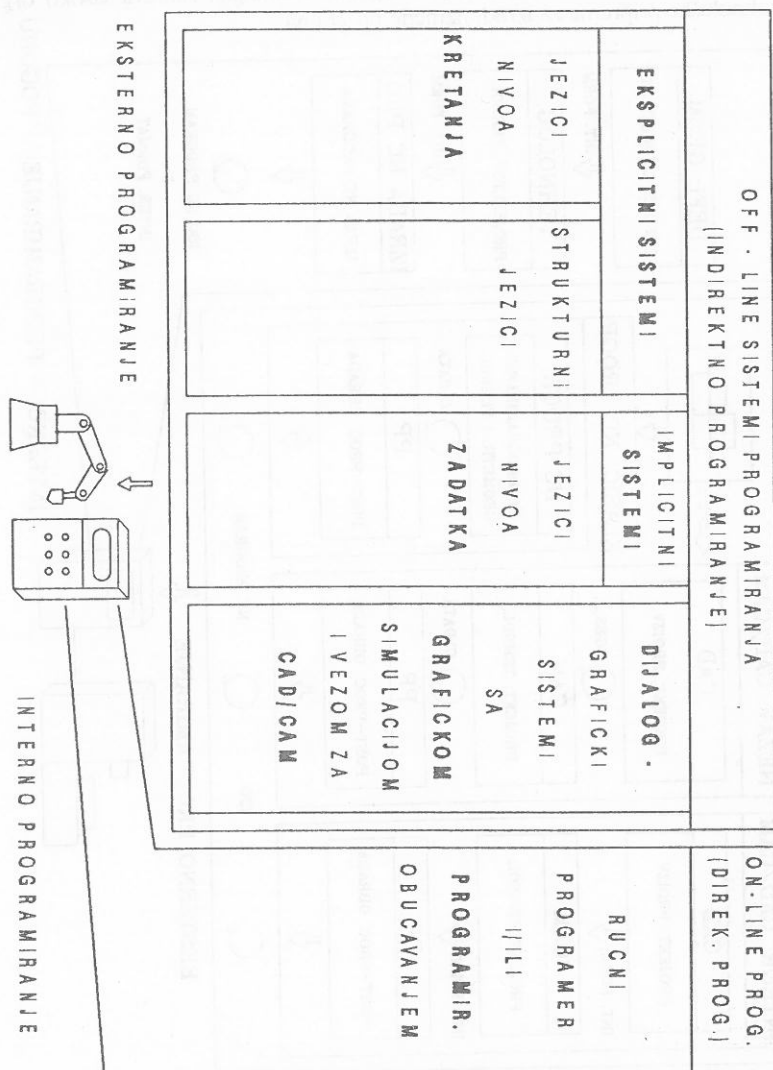 OFF - LINE SISTEMI PROGRAMIRANJA
(INDIREKTNO PROGRAMIRANJE)
ON-LINE PROG.
(DIREK PROG.)
EKSPLICITNI SISTEMI
JEZICI
NIVOA
KRETANJA
STRUKTURNI
JEZICI
IMPLICITNI
SISTEMI
JEZICI
NIVOA
ZADATKA
DIJALOG -
GRAFICKI
SISTEMI
SA
GRAFICKOM
SIMULACIJOM
I VEZOM ZA
CAD/CAM
RUCNI
PROGRAMER
I/ILI
PROGRAMIR.
OBUCAVANJEM
EKSTERNO PROGRAMIRANJE
INTERNO PROGRAMIRANJE